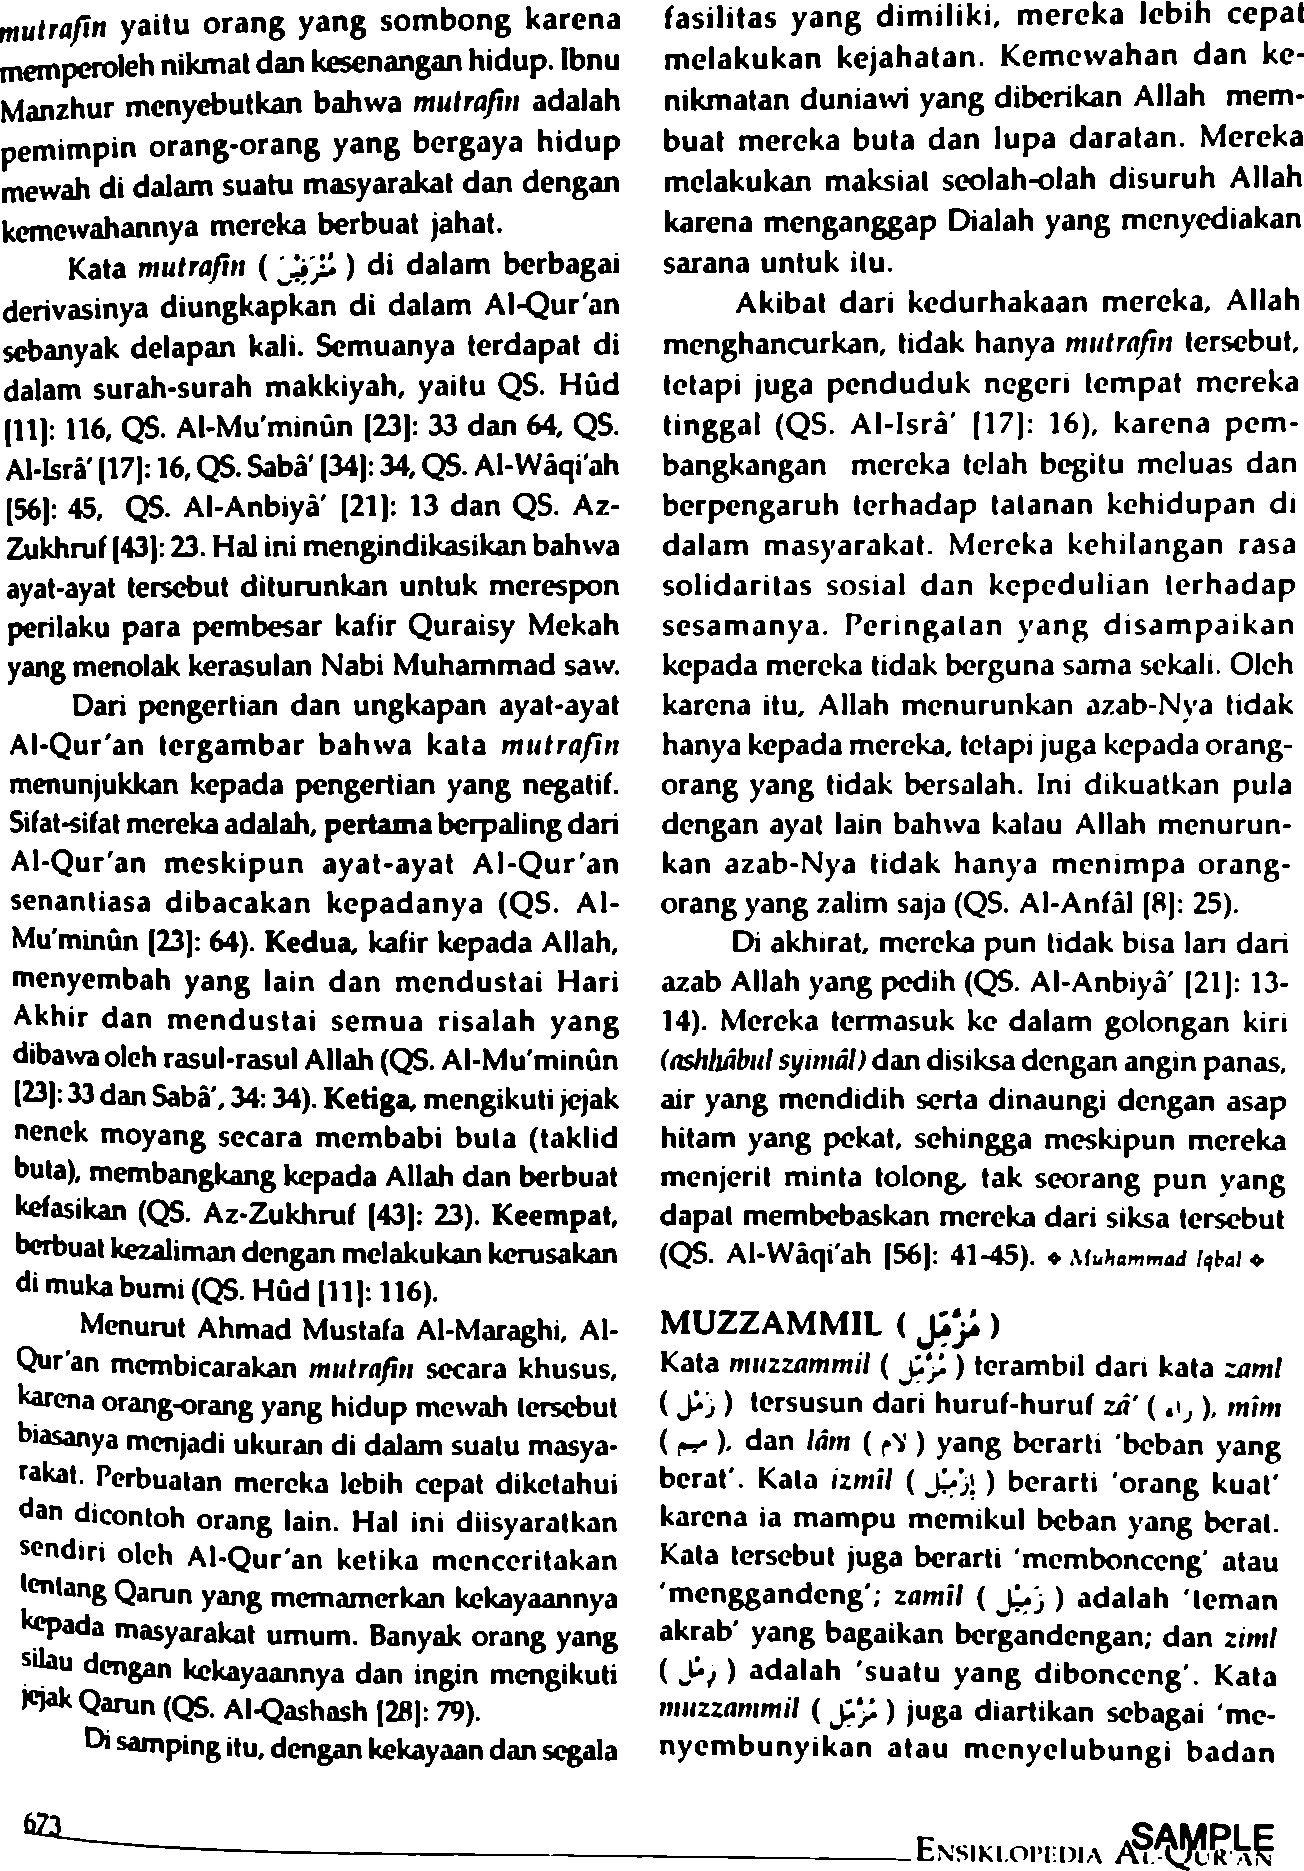 mutrafîn yaitu orang yang sombong karena
memperoleh nikmat dan kesenangan hidup. Ibnu
Manzhur menyebutkan bahwa mutrafîn adalah
pemimpin orang-orang yang bergaya hidup
mewah di dalam suatu masyarakat dan dengan
kemewahannya mereka berbuat jahat.
Kata mutrafîn ( مُتْرَفِيْن ) di dalam berbagai
derivasinya diungkapkan di dalam Al-Qur'an
sebanyak delapan kali. Semuanya terdapat di
dalam surah-surah makkiyah, yaitu QS. Hûd
[11]: 116, QS. Al-Mu'minûn [23]: 33 dan 64, QS.
Al-Isrâ' [17]: 16, QS. Sabâ' [34]: 34, QS. Al-Wâqi'ah
[56]: 45, QS. Al-Anbiyâ' [21]: 13 dan QS. Az-
Zukhruf [43]: 23. Hal ini mengindikasikan bahwa
ayat-ayat tersebut diturunkan untuk merespon
perilaku para pembesar kafir Quraisy Mekah
yang menolak kerasulan Nabi Muhammad saw.
Dari pengertian dan ungkapan ayat-ayat
Al-Qur'an tergambar bahwa kata mutrafîn
menunjukkan kepada pengertian yang negatif.
Sifat-sifat mereka adalah, pertama berpaling dari
Al-Qur'an meskipun ayat-ayat Al-Qur'an
senantiasa dibacakan kepadanya (QS. Al-
Mu'minûn [23]: 64). Kedua, kafir kepada Allah,
menyembah yang lain dan mendustai Hari
Akhir dan mendustai semua risalah yang
dibawa oleh rasul-rasul Allah (QS. Al-Mu'minûn
[23]: 33 dan Sabâ', 34: 34). Ketiga, mengikuti jejak
nenek moyang secara membabi buta (taklid
buta), membangkang kepada Allah dan berbuat
kefasikan (QS. Az-Zukhruf [43]: 23). Keempat,
berbuat kezaliman dengan melakukan kerusakan
di muka bumi (QS. Hûd [11]: 116).
Menurut Ahmad Mustafa Al-Maraghi, Al-
Qur'an membicarakan mutrafîn secara khusus,
karena orang-orang yang hidup mewah tersebut
biasanya menjadi ukuran di dalam suatu masya-
rakat. Perbuatan mereka lebih cepat diketahui
dan dicontoh orang lain. Hal ini diisyaratkan
sendiri oleh Al-Qur'an ketika menceritakan
tentang Qarun yang memamerkan kekayaannya
kepada masyarakat umum. Banyak orang yang
silau dengan kekayaannya dan ingin mengikuti
jejak Qarun (QS. Al-Qashash [28]: 79).
Di samping itu, dengan kekayaan dan segala
fasilitas yang dimiliki, mereka lebih cepat
melakukan kejahatan. Kemewahan dan ke-
nikmatan duniawi yang diberikan Allah mem-
buat mereka buta dan lupa daratan. Mereka
melakukan maksiat seolah-olah disuruh Allah
karena menganggap Dialah yang menyediakan
sarana untuk itu.
Akibat dari kedurhakaan mereka, Allah
menghancurkan, tidak hanya mutrafîn tersebut,
tetapi juga penduduk negeri tempat mereka
tinggal (QS. Al-Isrâ' [17]: 16), karena pem-
bangkangan mereka telah begitu meluas dan
berpengaruh terhadap tatanan kehidupan di
dalam masyarakat. Mereka kehilangan rasa
solidaritas sosial dan kepedulian terhadap
sesamanya. Peringatan yang disampaikan
kepada mereka tidak berguna sama sekali. Oleh
karena itu, Allah menurunkan azab-Nya tidak
hanya kepada mereka, tetapi juga kepada orang-
orang yang tidak bersalah. Ini dikuatkan pula
dengan ayat lain bahwa kalau Allah menurun-
kan azab-Nya tidak hanya menimpa orang-
orang yang zalim saja (QS. Al-Anfâl [8]: 25).
Di akhirat, mereka pun tidak bisa lari dari
azab Allah yang pedih (QS. Al-Anbiyâ' [21]: 13-
14). Mereka termasuk ke dalam golongan kiri
(ashhâbul syimâl) dan disiksa dengan angin panas,
air yang mendidih serta dinaungi dengan asap
hitam yang pekat, sehingga meskipun mereka
menjerit minta tolong, tak seorang pun yang
dapat membebaskan mereka dari siksa tersebut
(QS. Al-Wâqi'ah [56]: 41-45). ❖ Muhammad Iqbal ❖
MUZZAMMIL ( مُزَّمِّل )
Kata muzzammil ( مُزَّمِّل ) terambil dari kata zaml
( زَمْل ) tersusun dari huruf-huruf zâ' ( زاء ), mîm
( ميم ), dan lâm ( لام ) yang berarti 'beban yang
berat'. Kata izmîl ( إِزْمِيْل ) berarti 'orang kuat'
karena ia mampu memikul beban yang berat.
Kata tersebut juga berarti 'membonceng' atau
'menggandeng'; zamîl ( زَمِيْل ) adalah 'teman
akrab' yang bagaikan bergandengan; dan ziml
( زِمْل ) adalah 'suatu yang dibonceng'. Kata
muzzammil ( مُزَّمِّل ) juga diartikan sebagai 'me-
nyembunyikan atau menyelubungi badan
673
ENSIKLOPEDIA AL-QUR'AN
SAMPLE